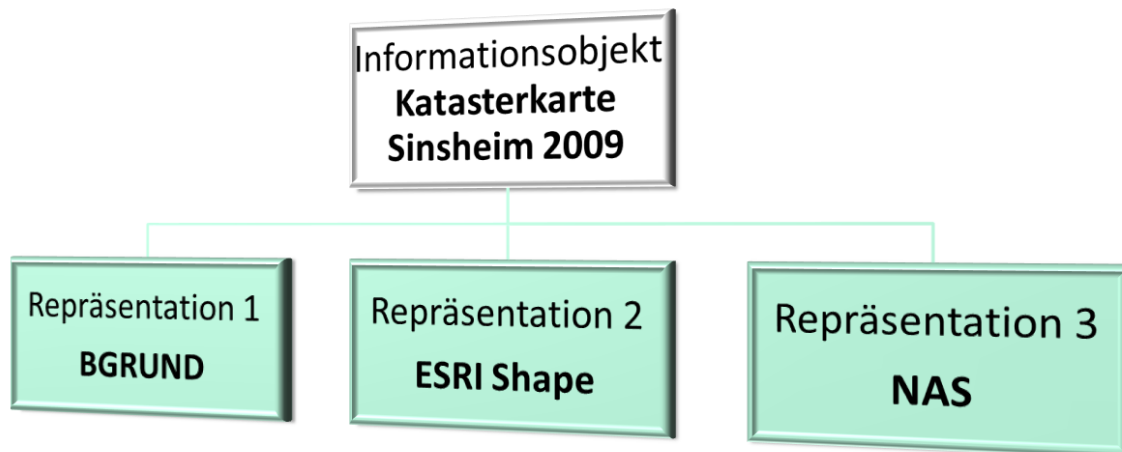 Informationsobjekt
Katasterkarte
Sinsheim 2009
Repräsentation 1
BGRUND
Repräsentation 2
ESRI Shape
Repräsentation 3
NAS